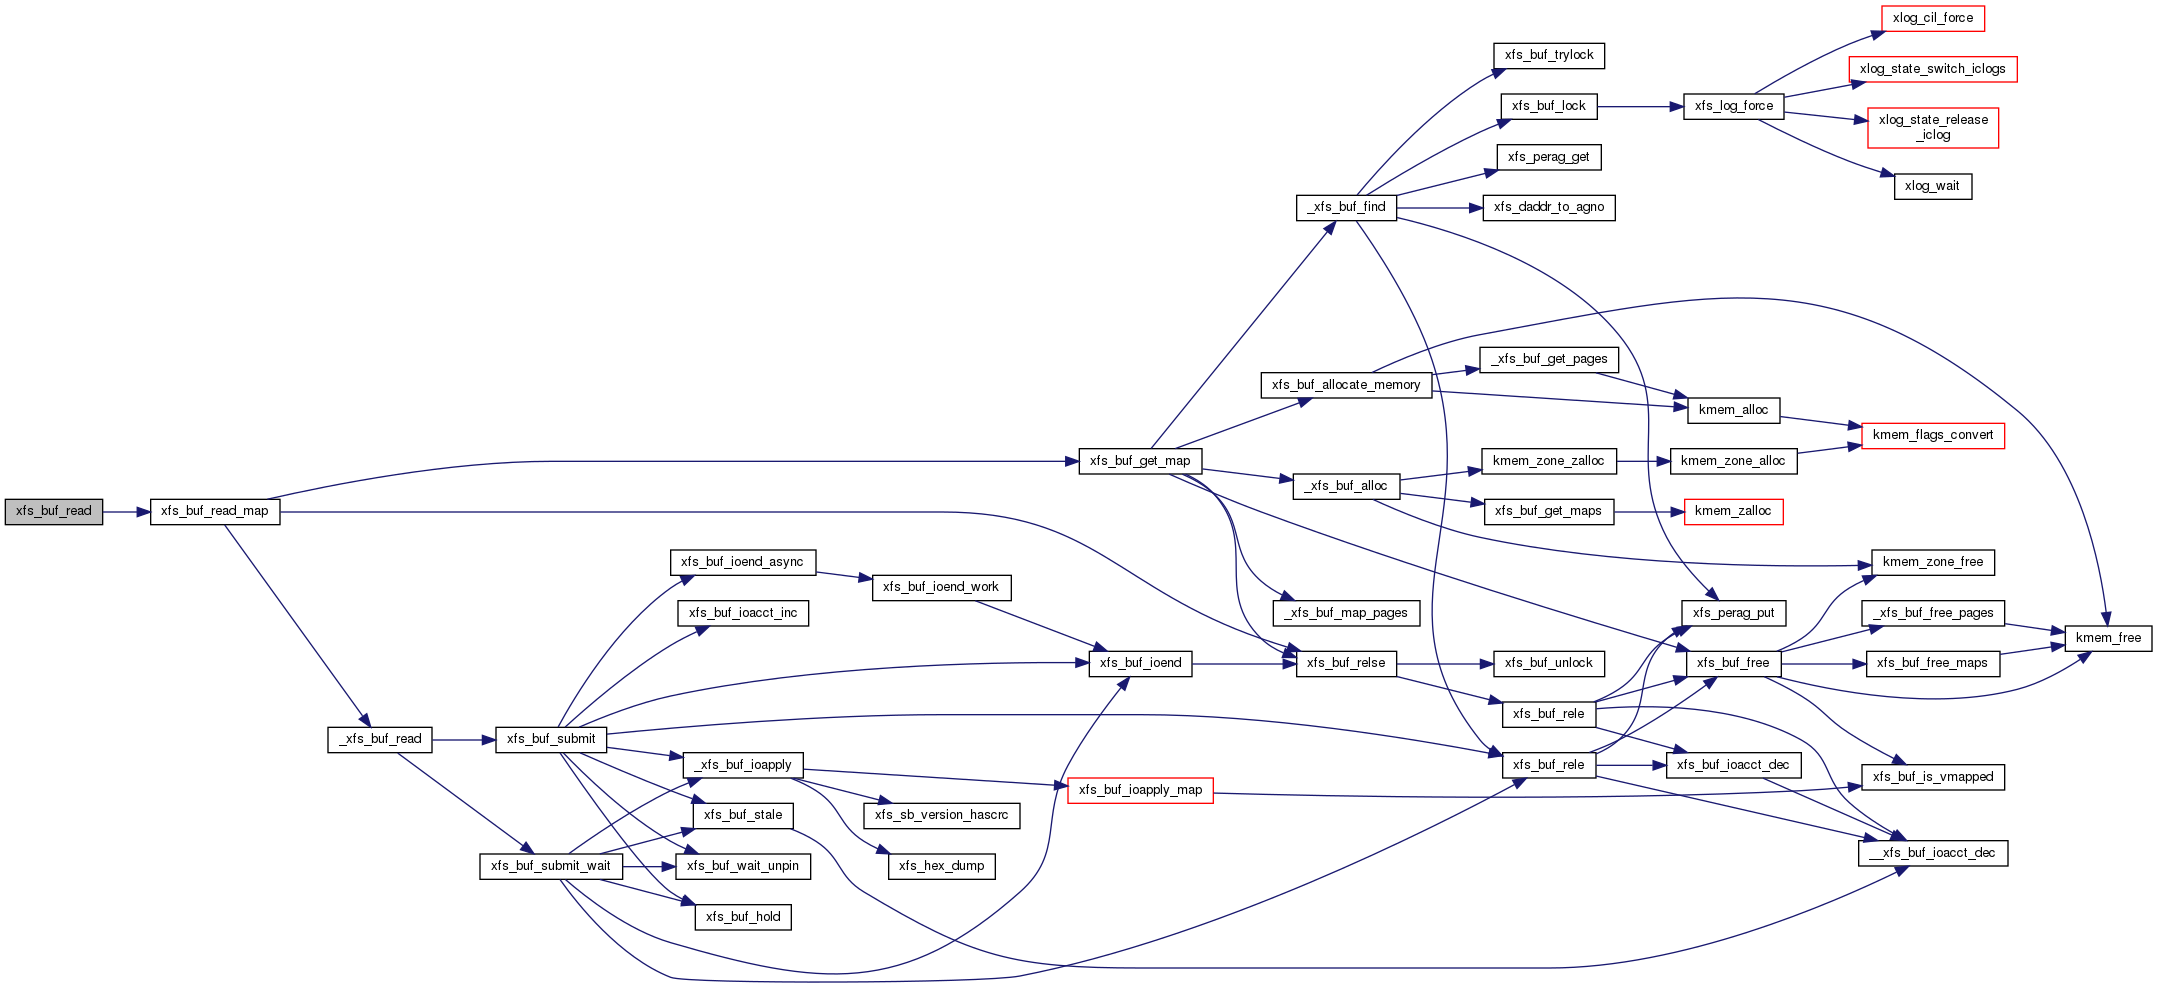 xlog_cil_force
xfs_buf_trylock
xlog_state_switch_iclogs
xfs_buf_lock
xfs_log_force
xlog_state_release
_iclog
xfs_perag_get
xlog_wait
_xfs_buf_find
xfs_daddr_to_agno
_xfs_buf_get_pages
xfs_buf_allocate_memory
kmem_alloc
kmem_flags_convert
xfs_buf_get_map
kmem_zone_zalloc
kmem_zone_alloc
_xfs_buf_alloc
xfs_buf_read
xfs_buf_read_map
xfs_buf_get_maps
kmem_zalloc
xfs_buf_ioend_async
kmem_zone_free
xfs_buf_ioend_work
xfs_buf_ioacct_inc
_xfs_buf_map_pages
xfs_perag_put
_xfs_buf_free_pages
kmem_free
xfs_buf_ioend
xfs_buf_relse
xfs_buf_unlock
xfs_buf_free
xfs_buf_free_maps
xfs_buf_rele
_xfs_buf_read
xfs_buf_submit
_xfs_buf_ioapply
xfs_buf_rele
xfs_buf_ioacct_dec
xfs_buf_is_vmapped
xfs_buf_ioapply_map
xfs_buf_stale
xfs_sb_version_hascrc
xfs_buf_submit_wait
xfs_buf_wait_unpin
xfs_hex_dump
__xfs_buf_ioacct_dec
xfs_buf_hold